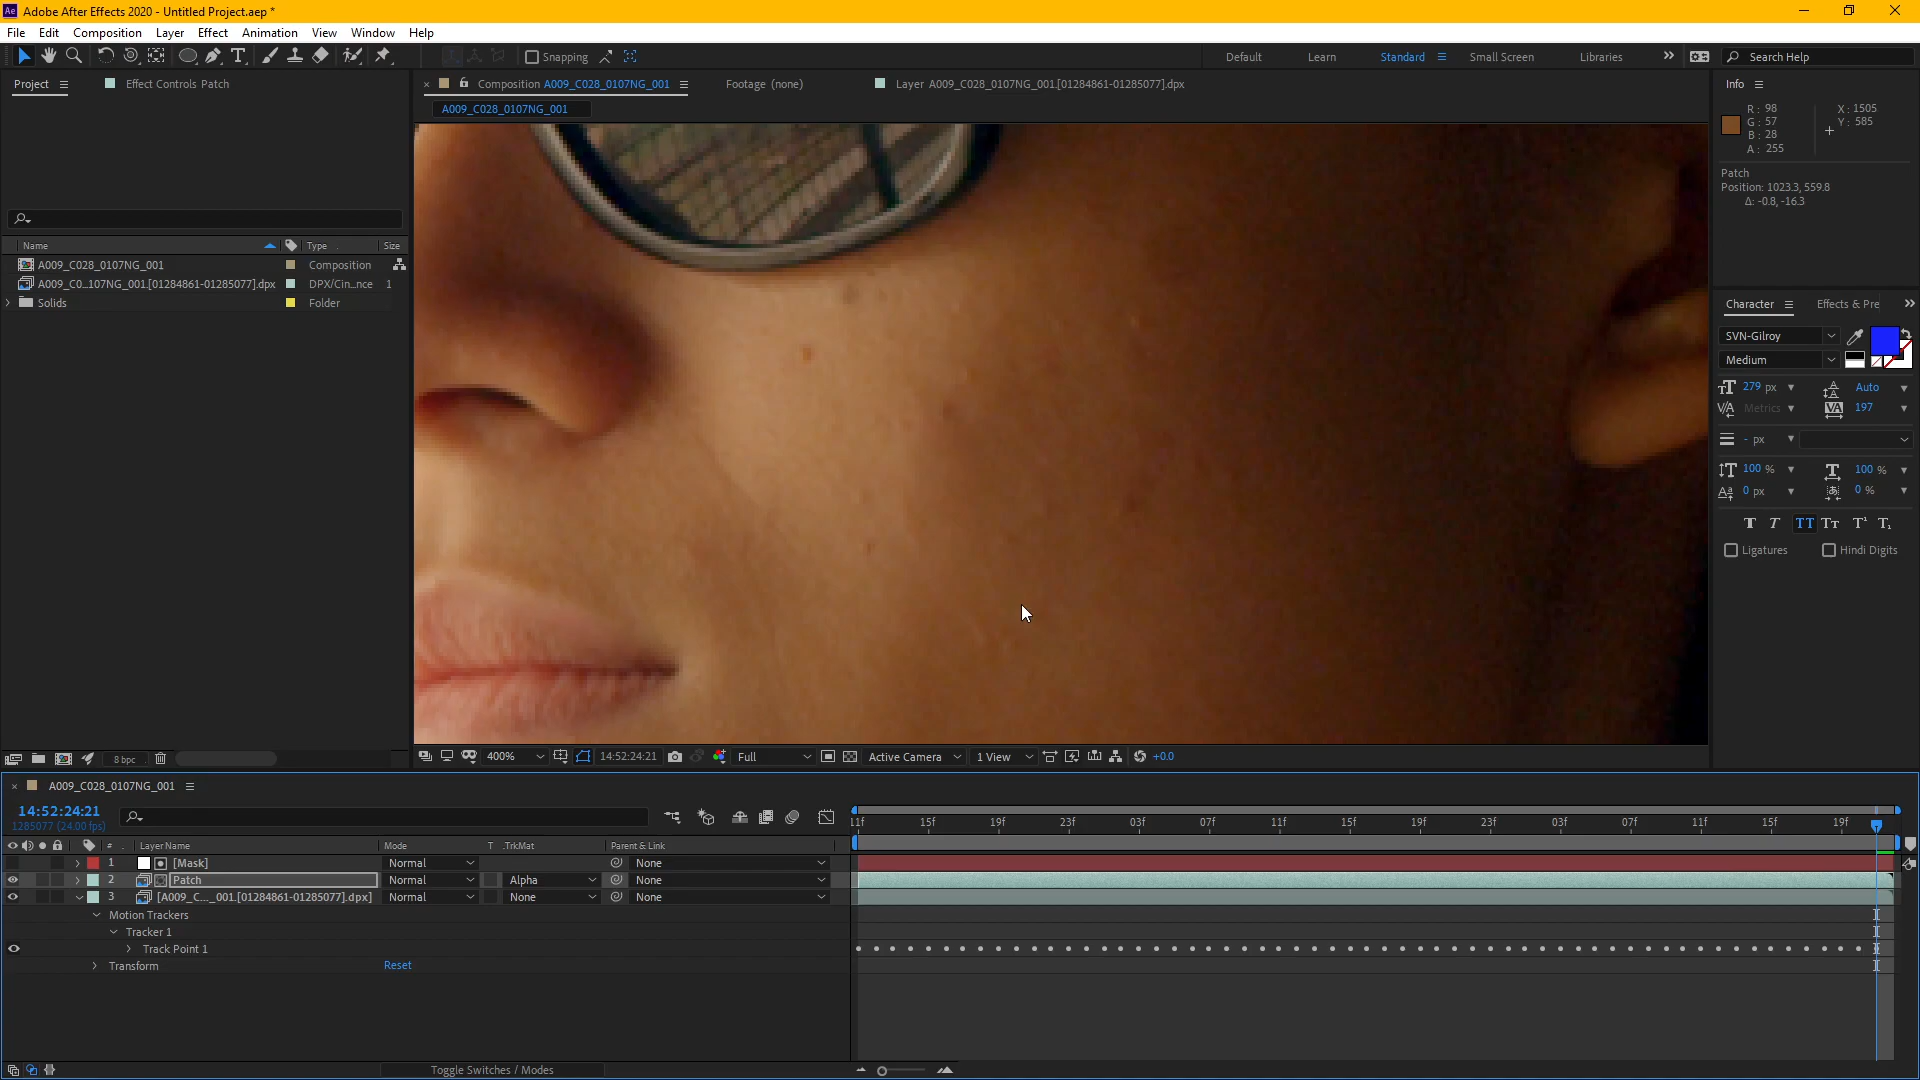 Ae Adobe After Effects 2020 - Untitled Project.aep *
File Edit Composition Layer Effect Animation View Window Help
T Snapping Default Learn Standard Small Screen Libraries Search Help
Project Effect Controls Patch Composition A009_C028_0107NG_001 Footage (none) Layer A009_C028_0107NG_001.[01284861-01285077].dpx Info
A009_C028_0107NG_001
R: 98 X: 1505
G: 57 Y: 585
B: 28
A: 255
Patch
Position: 1023.3, 559.8
Δ: -0.8, -16.3
Name Type Size
A009_C028_0107NG_001 Composition
A009_C0...107NG_001.[01284861-01285077].dpx DPX/Cin...nce 1
Solids Folder
Character Effects & Pre
SVN-Gilroy
Medium
279 px Auto
Metrics 197
- px
100 % 100 %
0 px 0 %
T T TT Tт T¹ T₁
Ligatures Hindi Digits
8 bpc 400% 14:52:24:21 Full Active Camera 1 View +0.0
A009_C028_0107NG_001
14:52:24:21
1285077 (24.00 fps)
11f 15f 19f 23f 03f 07f 11f 15f 19f 23f 03f 07f 11f 15f 19f
# Layer Name Mode T .TrkMat Parent & Link
1 [Mask] Normal None
2 Patch Normal Alpha None
3 [A009_C..._001.[01284861-01285077].dpx] Normal None None
Motion Trackers
Tracker 1
Track Point 1
Transform Reset
Toggle Switches / Modes